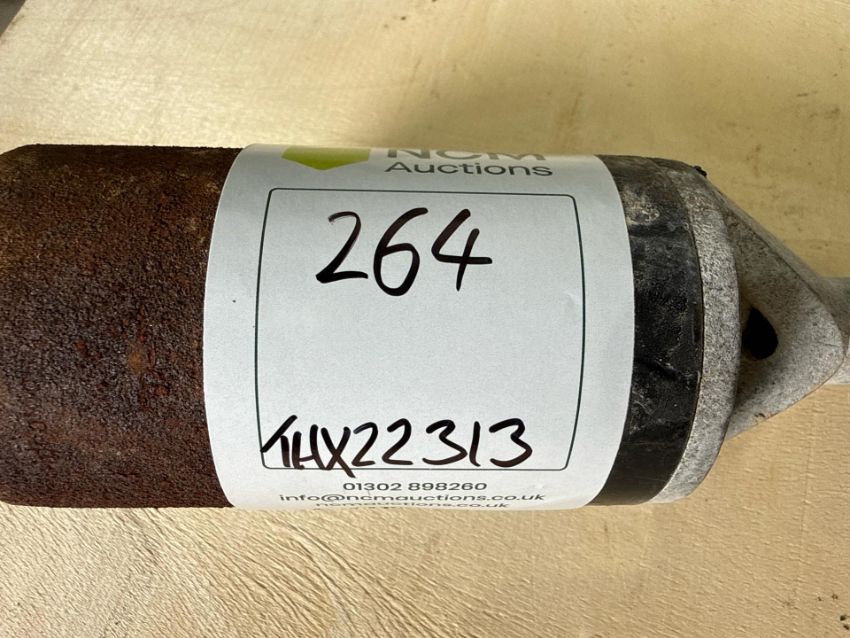 NCM
Auctions
264
THX22313
01302 898260
info@ncmauctions.co.uk
ncmauctions.co.uk